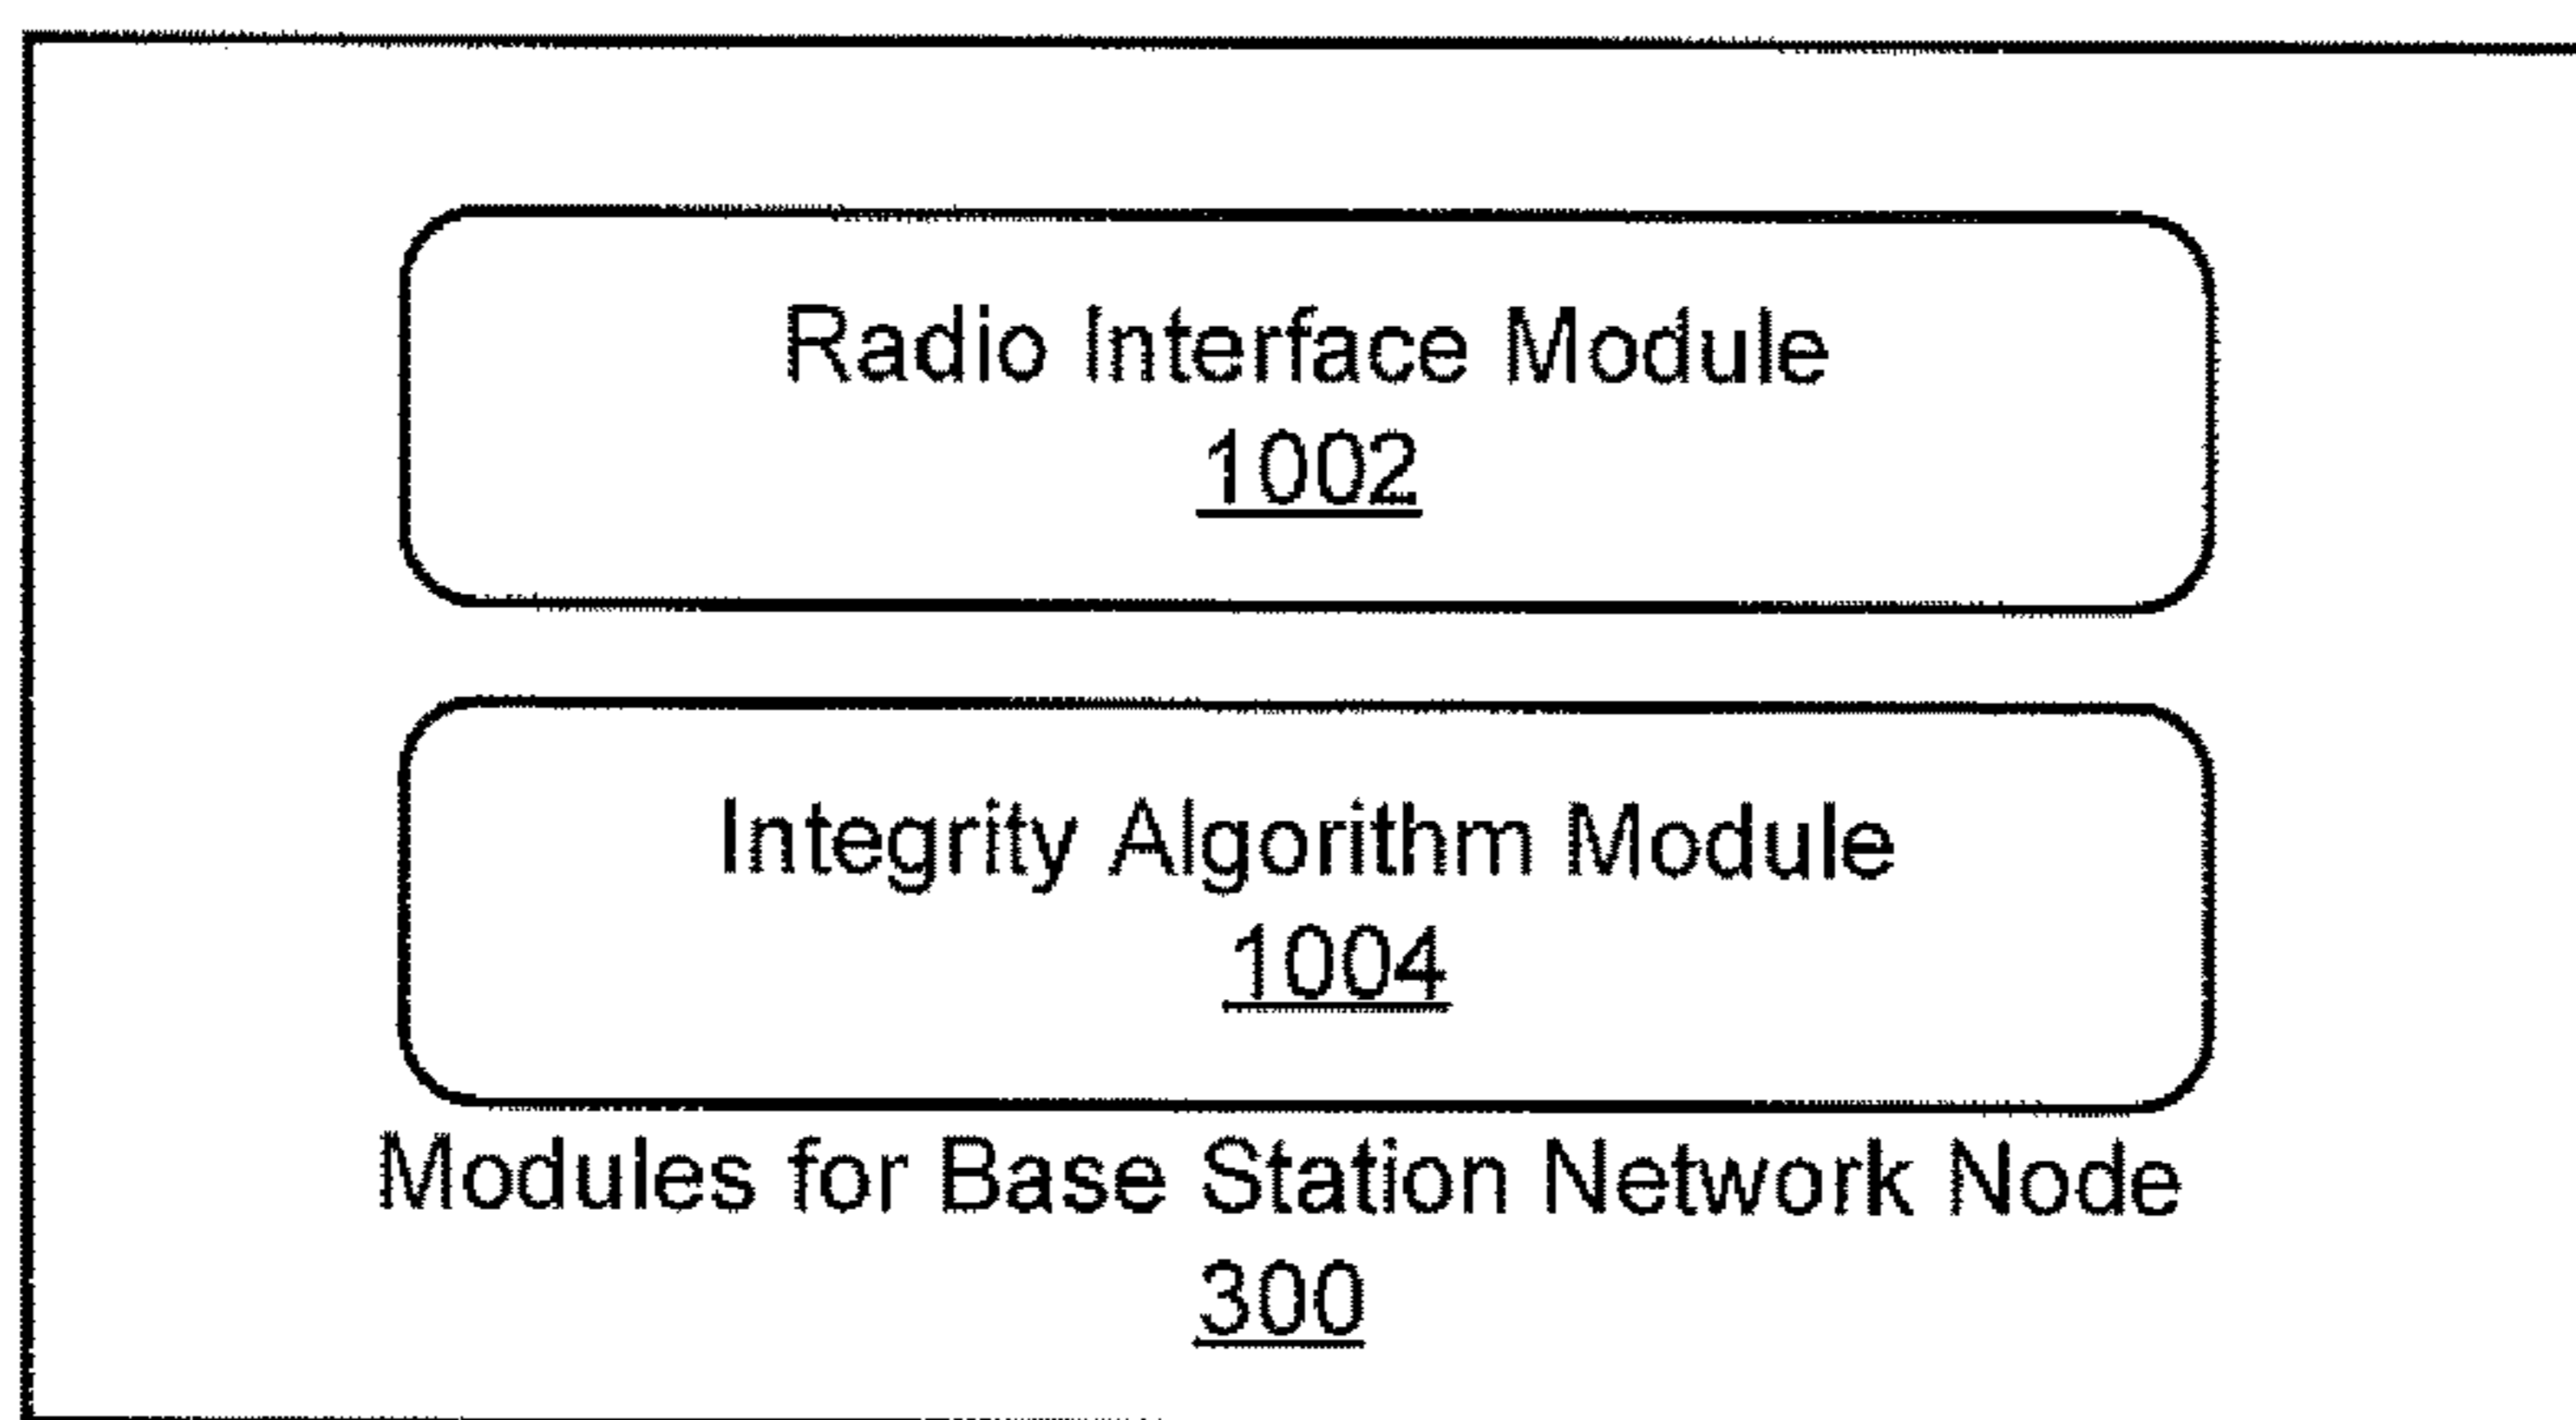 Radio Interface Module
1002
Integrity Algorithm Module
1004
Modules for Base Station Network Node
300